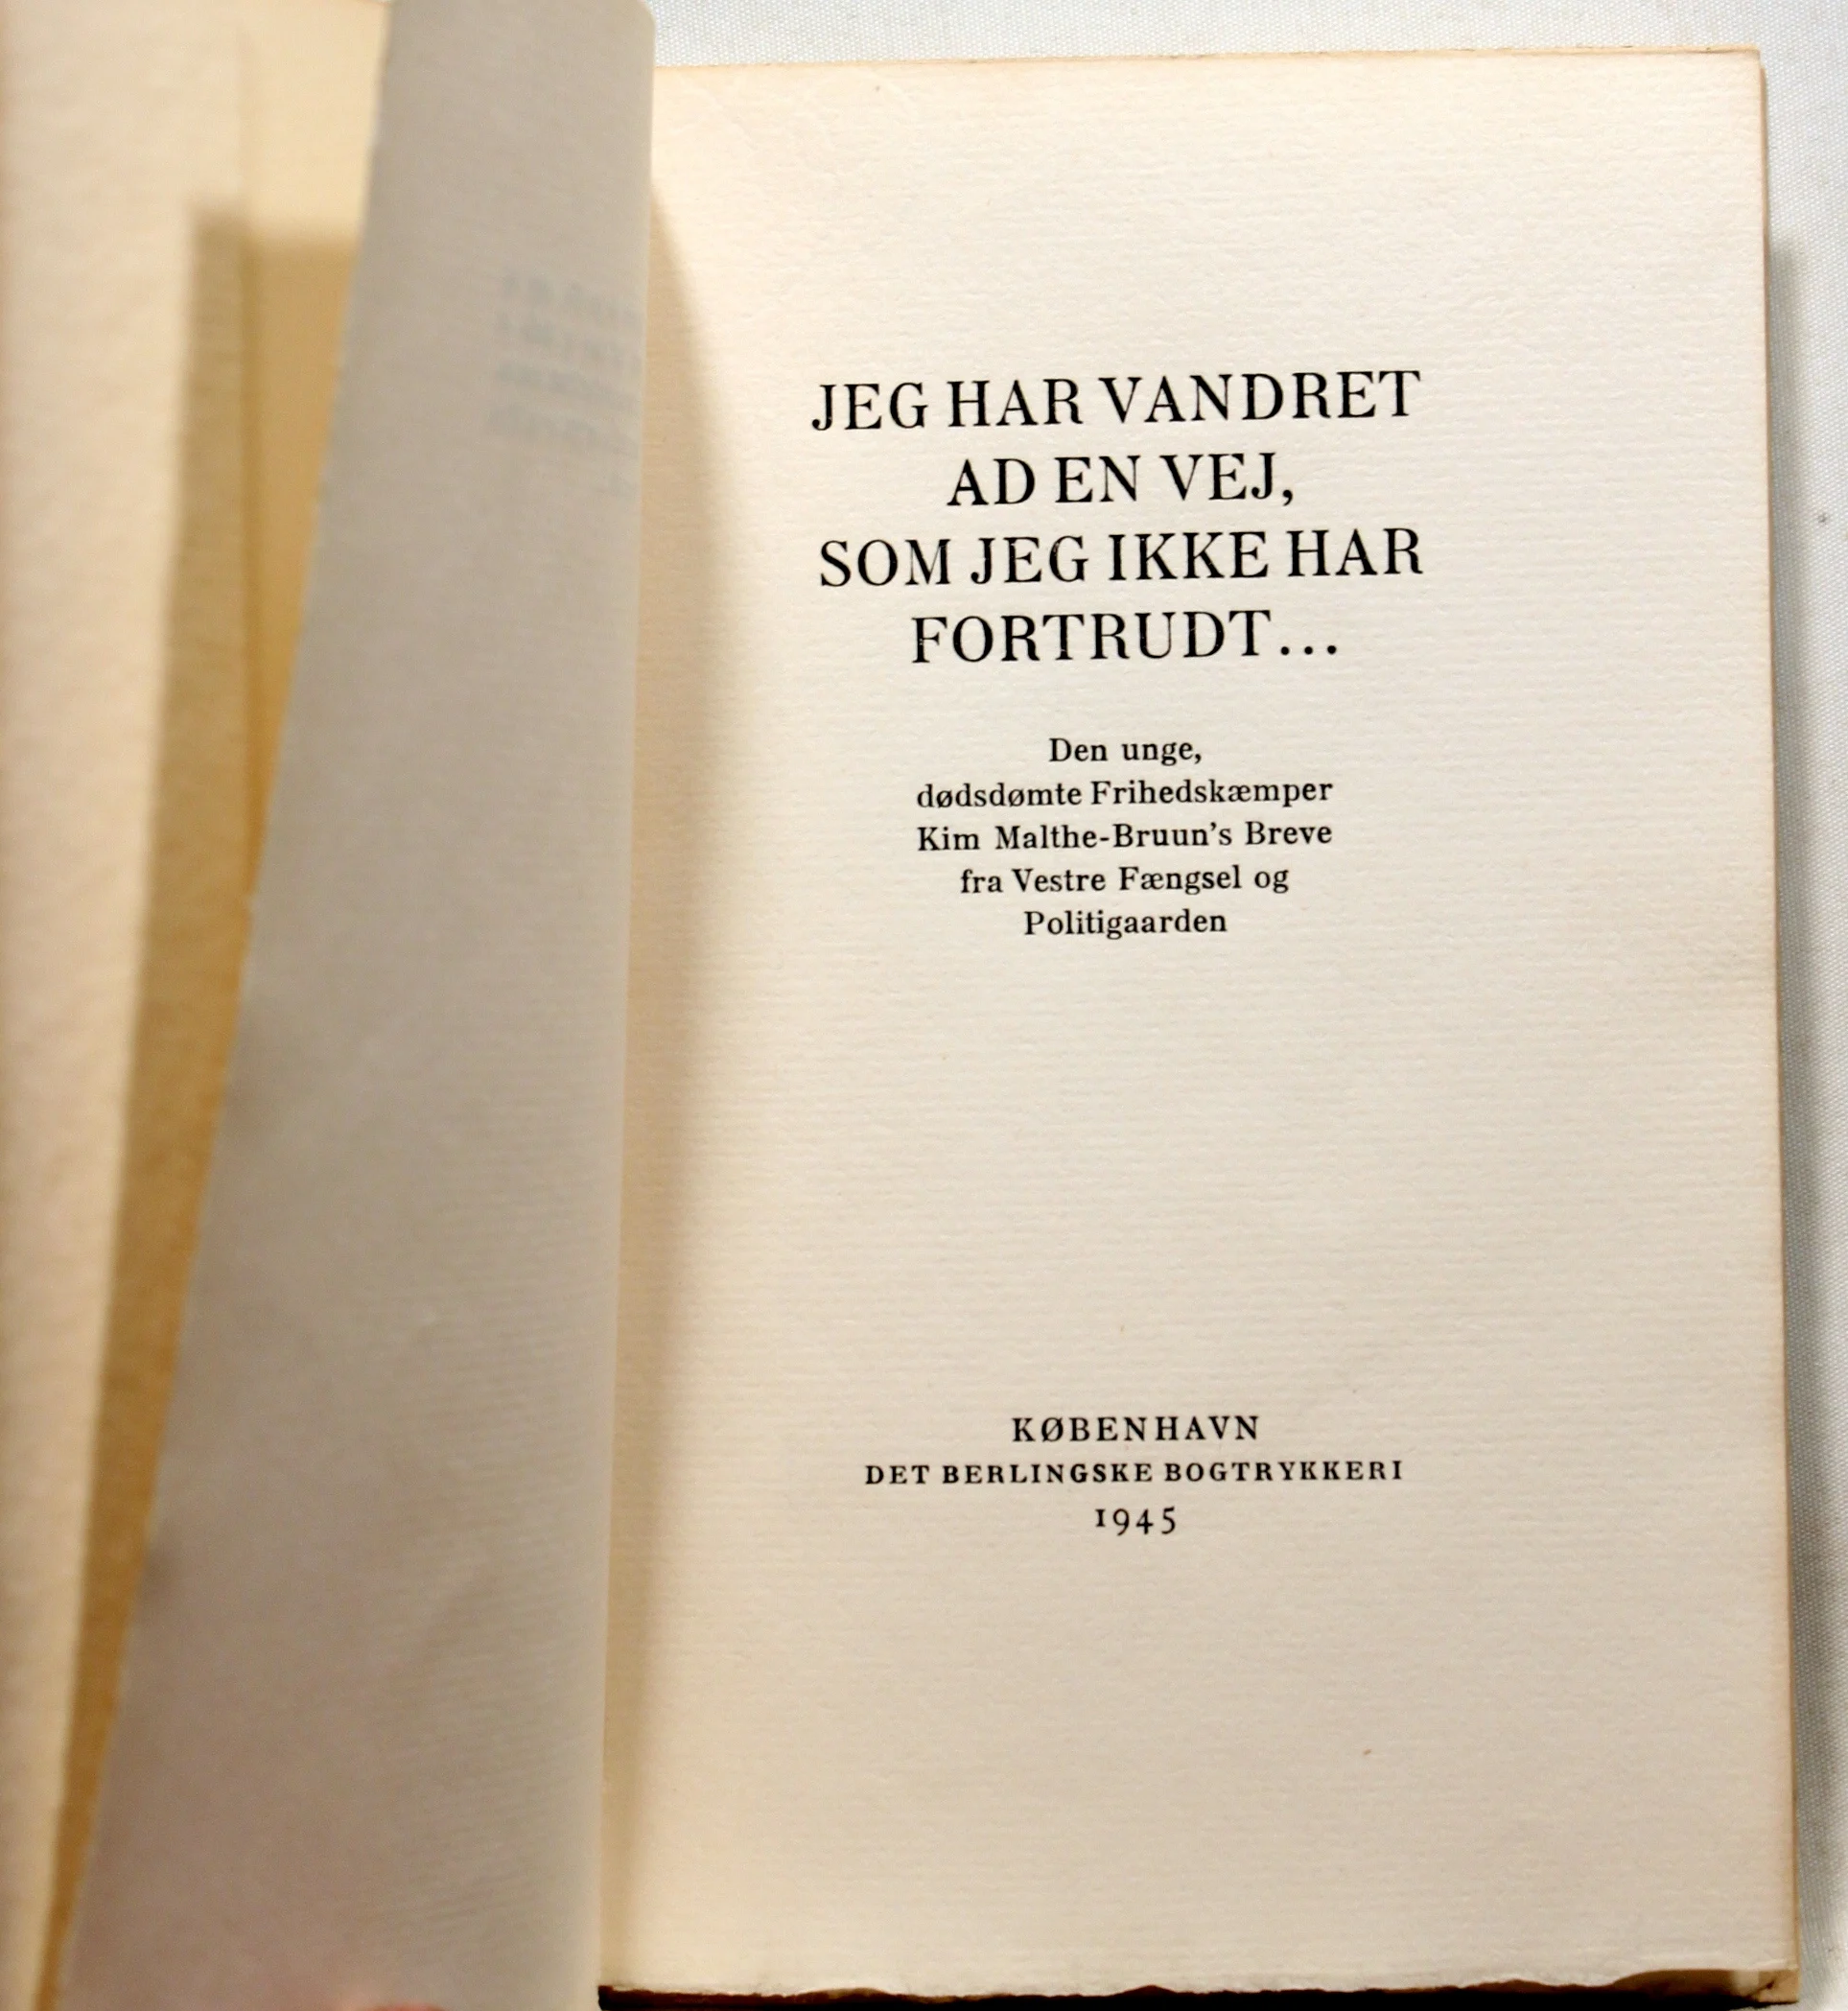 JEG HAR VANDRET
AD EN VEJ,
SOM JEG IKKE HAR
FORTRUDT...
Den unge,
dødsdømte Frihedskæmper
Kim Malthe-Bruun's Breve
fra Vestre Fængsel og
Politigaarden
KØBENHAVN
DET BERLINGSKE BOGTRYKKERI
1945